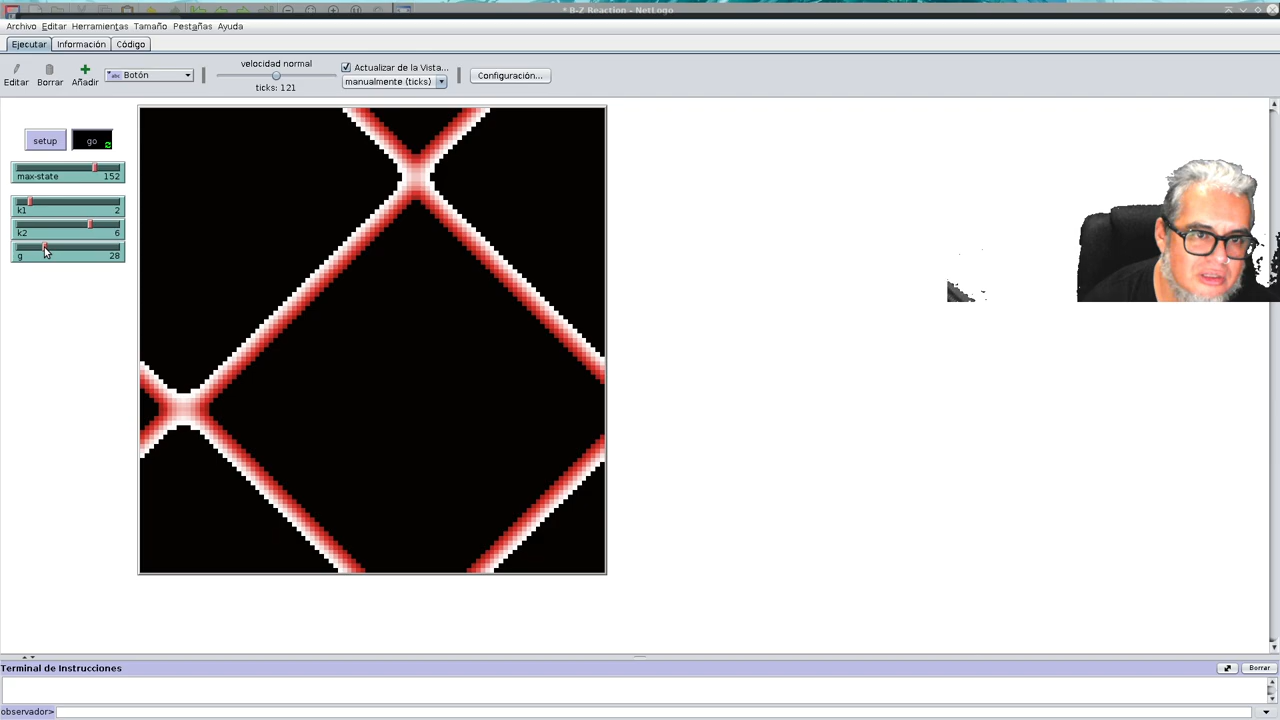 * B-Z Reaction - NetLogo
Archivo Editar Herramientas Tamaño Pestañas Ayuda
Ejecutar Información Código
Editar Borrar Añadir
abc Botón
velocidad normal
ticks: 121
Actualizar de la Vista...
manualmente (ticks)
Configuración...
setup go
max-state 152
k1 2
k2 6
g 28
Terminal de Instrucciones
Borrar
observador>